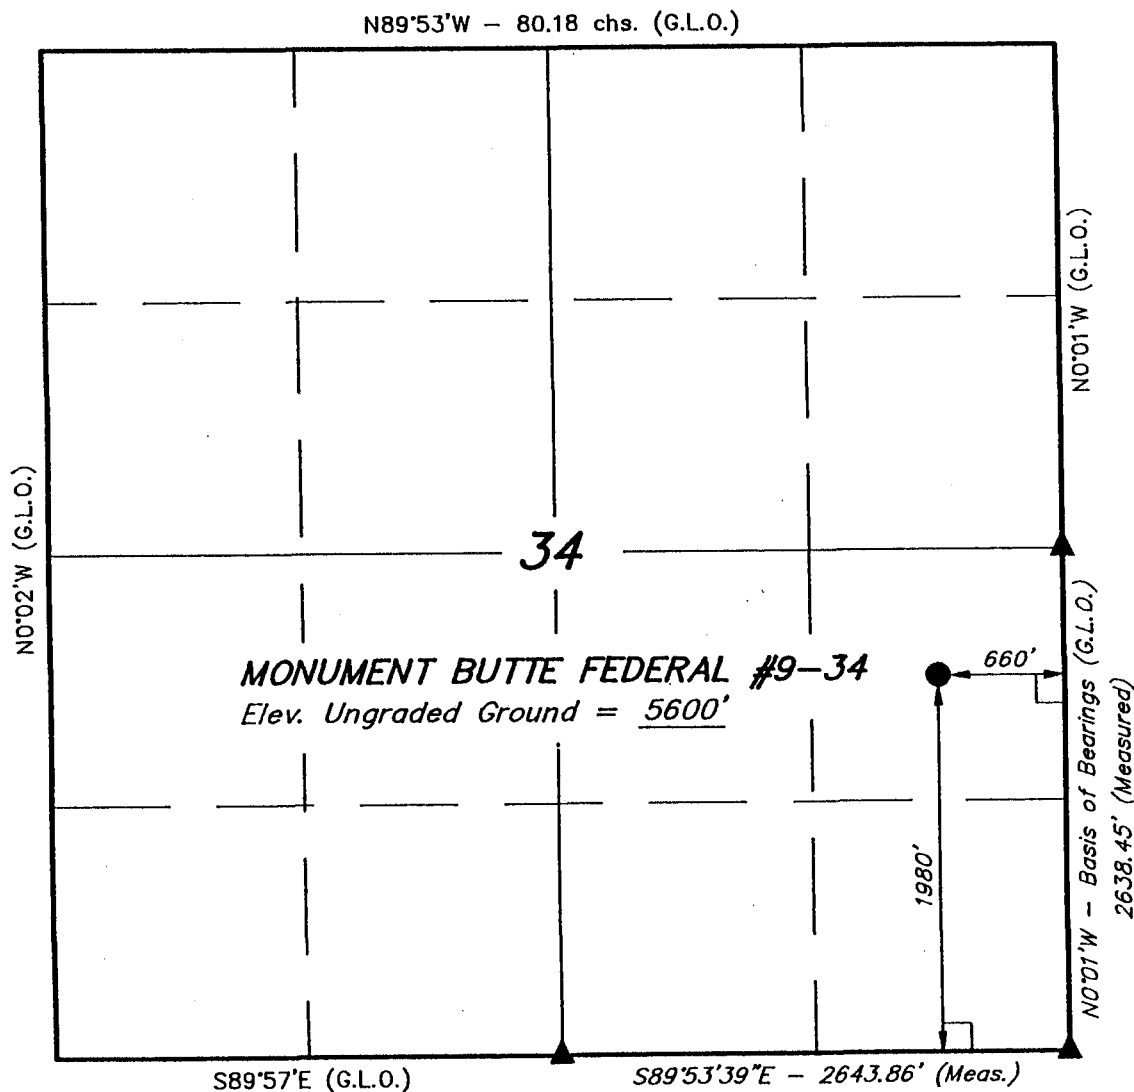 N89°53'W - 80.18 chs. (G.L.O.)
N0°01'W (G.L.O.)
N0°02'W (G.L.O.)
34
MONUMENT BUTTE FEDERAL #9-34
Elev. Ungraded Ground = 5600'
660'
1980'
N0°01'W - Basis of Bearings (G.L.O.)
2638.45' (Measured)
S89°57'E (G.L.O.)
S89°53'39"E - 2643.86' (Meas.)